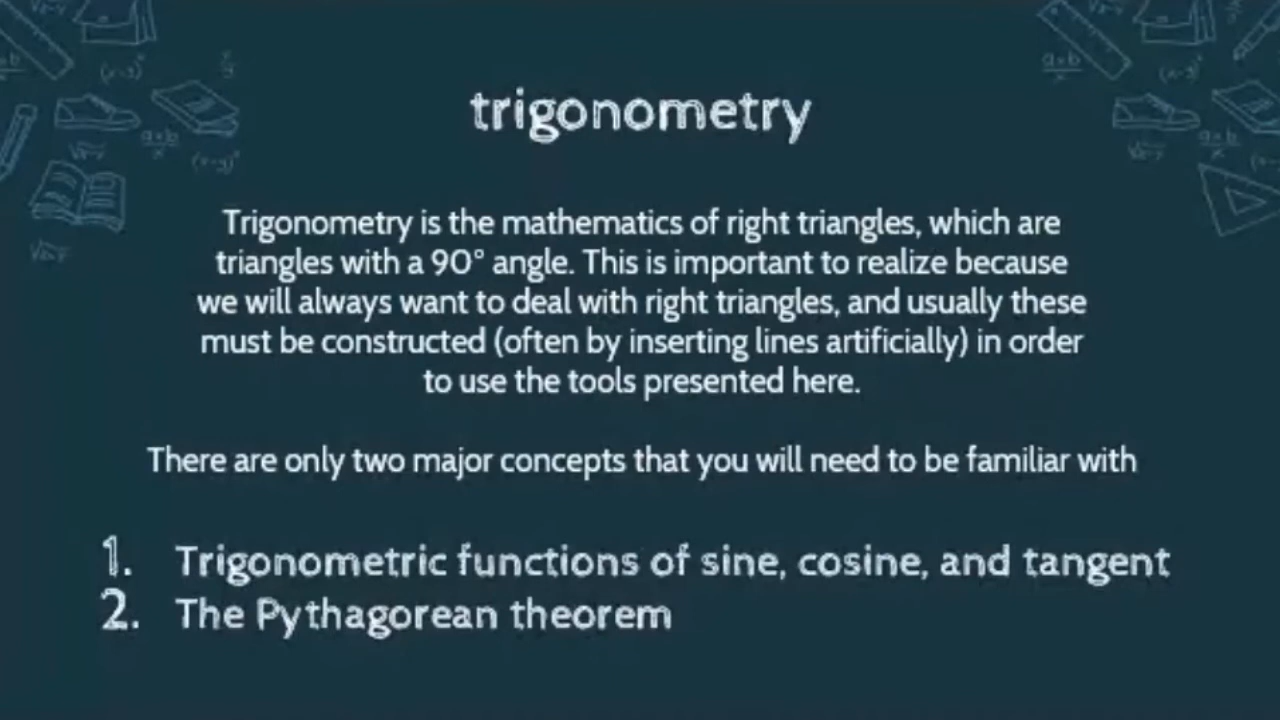 trigonometry
Trigonometry is the mathematics of right triangles, which are
triangles with a 90° angle. This is important to realize because
we will always want to deal with right triangles, and usually these
must be constructed (often by inserting lines artificially) in order
to use the tools presented here.
There are only two major concepts that you will need to be familiar with
1. Trigonometric functions of sine, cosine, and tangent
2. The Pythagorean theorem